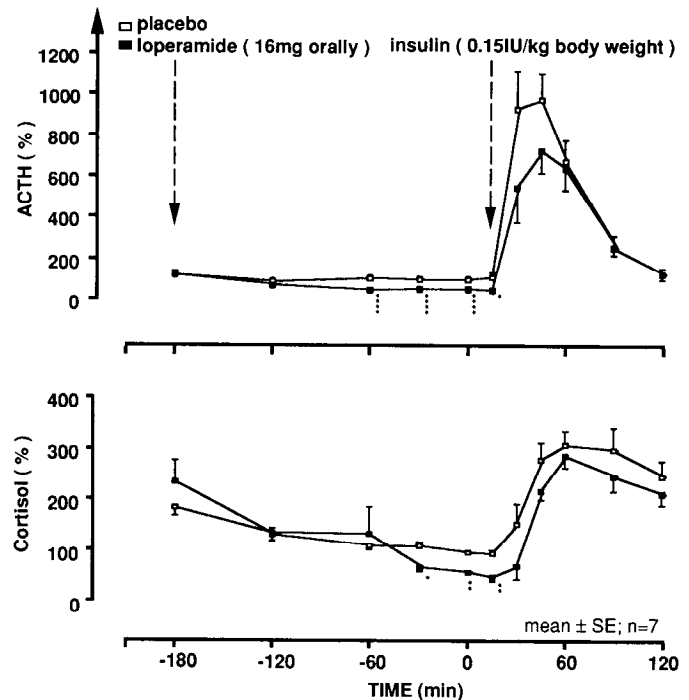 placebo
loperamide ( 16mg orally )
insulin ( 0.15IU/kg body weight )
1200
1000
800
600
400
200
0
ACTH ( % )
400
300
200
100
0
Cortisol ( % )
mean ± SE; n=7
-180 -120 -60 0 60 120
TIME (min)